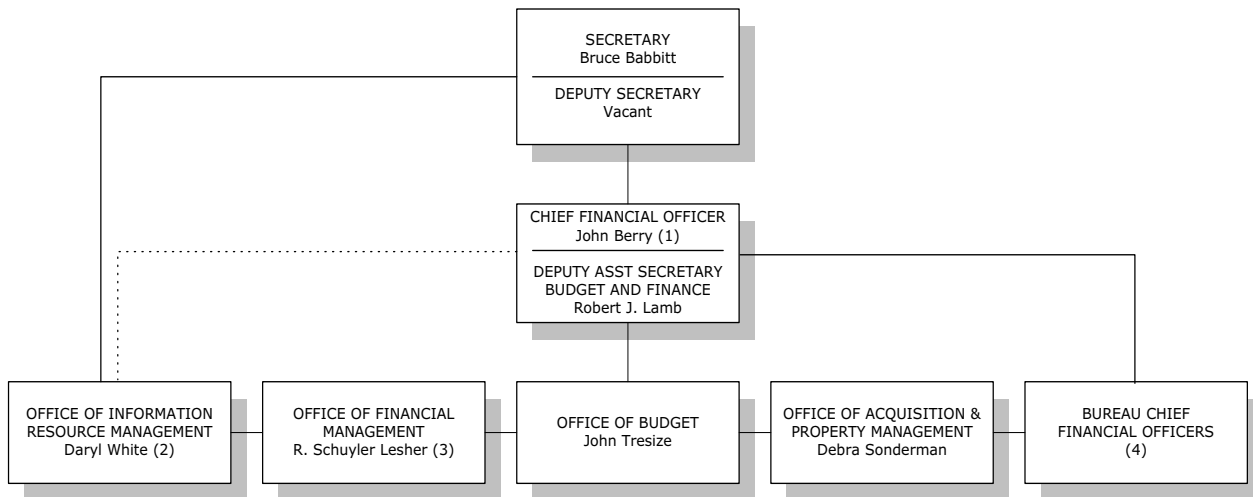 SECRETARY
Bruce Babbitt
DEPUTY SECRETARY
Vacant
CHIEF FINANCIAL OFFICER
John Berry (1)
DEPUTY ASST SECRETARY
BUDGET AND FINANCE
Robert J. Lamb
OFFICE OF INFORMATION
RESOURCE MANAGEMENT
Daryl White (2)
OFFICE OF FINANCIAL
MANAGEMENT
R. Schuyler Lesher (3)
OFFICE OF BUDGET
John Tresize
OFFICE OF ACQUISITION &
PROPERTY MANAGEMENT
Debra Sonderman
BUREAU CHIEF
FINANCIAL OFFICERS
(4)